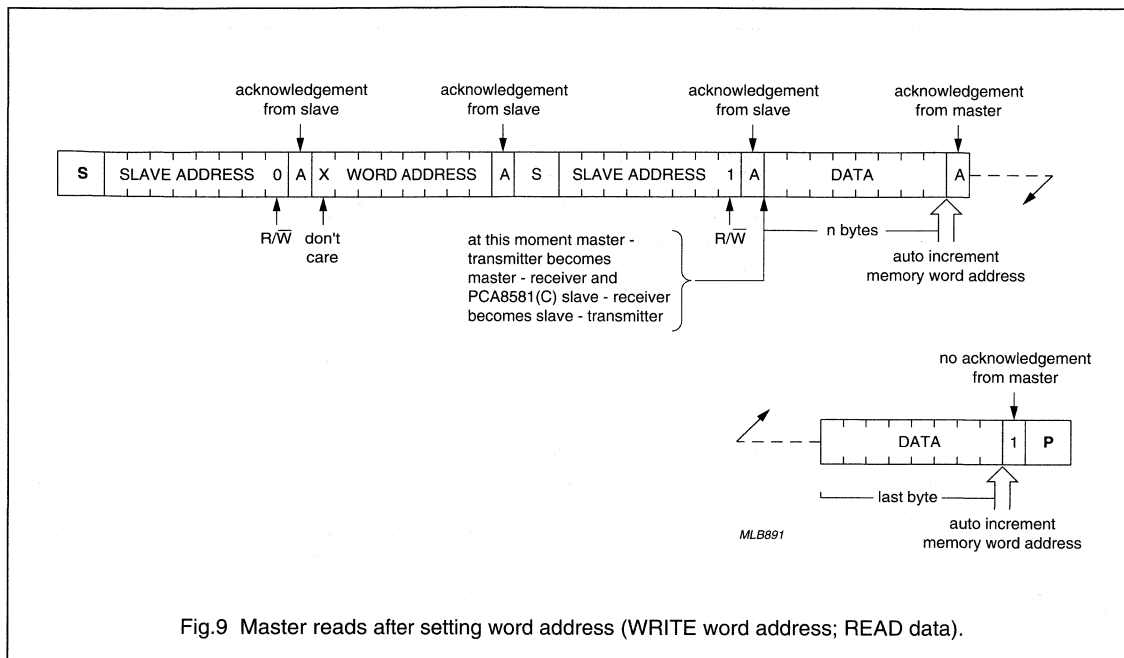 acknowledgement
from slave
acknowledgement
from slave
acknowledgement
from slave
acknowledgement
from master
S SLAVE ADDRESS 0 A X WORD ADDRESS A S SLAVE ADDRESS 1 A DATA A
R/W̅
don't
care
at this moment master -
transmitter becomes
master - receiver and
PCA8581(C) slave - receiver
becomes slave - transmitter
R/W̅
n bytes
auto increment
memory word address
no acknowledgement
from master
DATA 1 P
last byte
auto increment
memory word address
MLB891
Fig.9 Master reads after setting word address (WRITE word address; READ data).